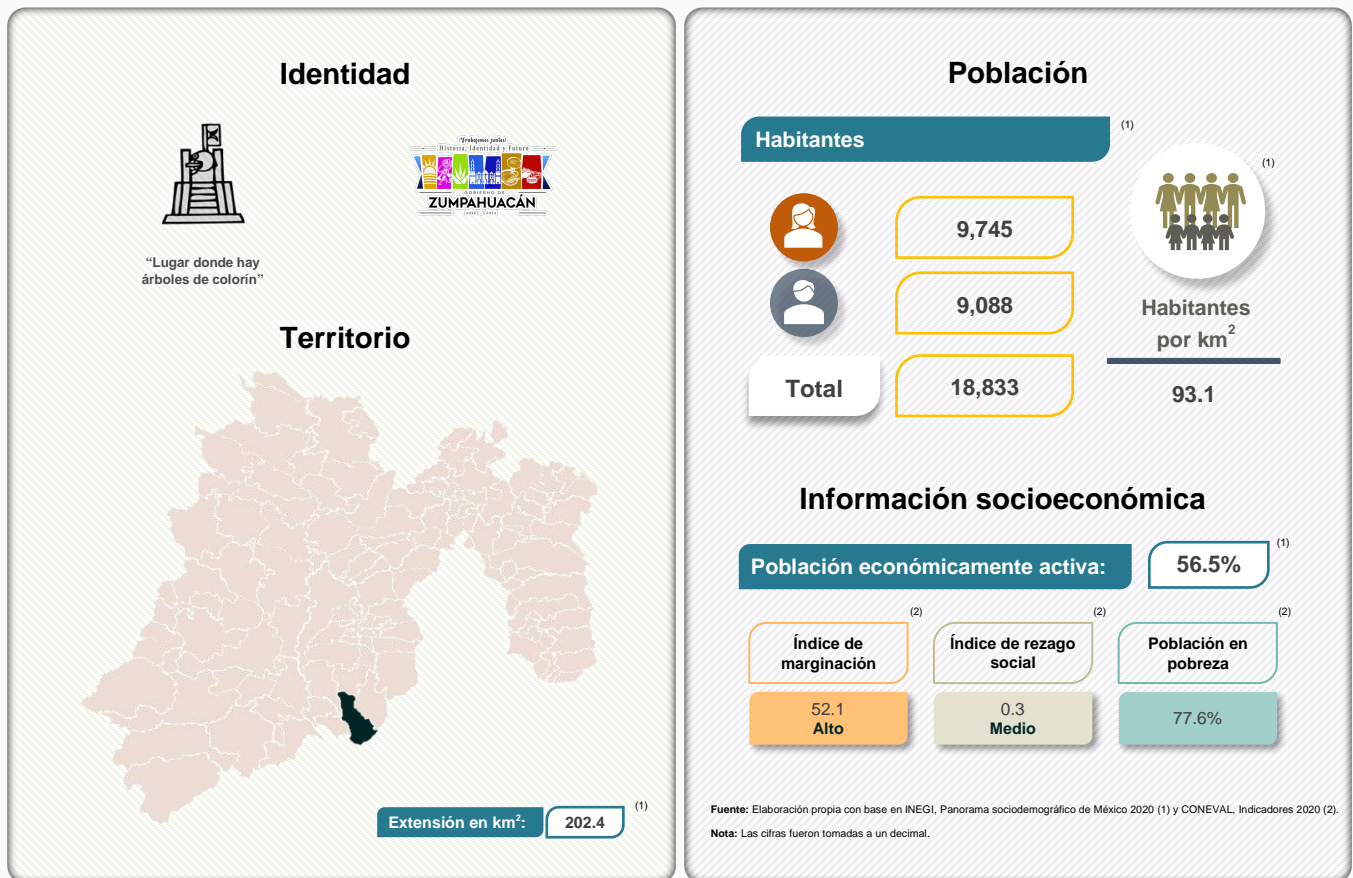 Identidad
¡Trabajemos juntos!
Historia, Identidad y Futuro
GOBIERNO DE
ZUMPAHUACÁN
“Lugar donde hay
árboles de colorín”
Territorio
Extensión en km²:
202.4
(1)
Población
Habitantes
(1)
9,745
9,088
Total
18,833
(1)
Habitantes
por km²
93.1
Información socioeconómica
Población económicamente activa:
56.5%
(1)
Índice de
marginación
(2)
52.1
Alto
Índice de rezago
social
(2)
0.3
Medio
Población en
pobreza
(2)
77.6%
Fuente: Elaboración propia con base en INEGI, Panorama sociodemográfico de México 2020 (1) y CONEVAL, Indicadores 2020 (2).
Nota: Las cifras fueron tomadas a un decimal.